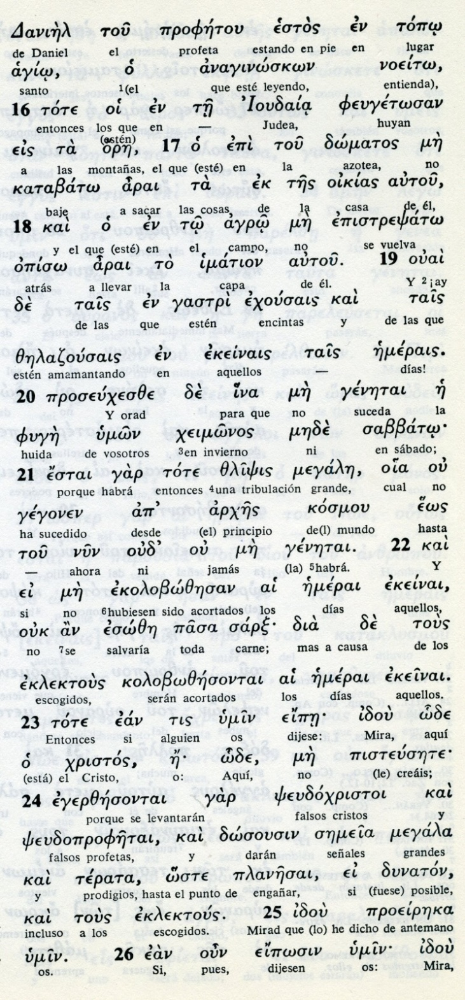 Δανιὴλ τοῦ προφήτου ἑστὸς ἐν τόπῳ
de Daniel el profeta estando en pie en lugar
ἁγίῳ, ὁ ἀναγινώσκων νοείτω,
santo 1(el que esté leyendo, entienda),
16 τότε οἱ ἐν τῇ Ἰουδαίᾳ φευγέτωσαν
entonces los que en Judea, huyan
(estén)
εἰς τὰ ὄρη, 17 ὁ ἐπὶ τοῦ δώματος μὴ
a las montañas, el que (esté) en la azotea, no
καταβάτω ἆραι τὰ ἐκ τῆς οἰκίας αὐτοῦ,
baje a sacar las cosas de la casa de él,
18 καὶ ὁ ἐν τῷ ἀγρῷ μὴ ἐπιστρεψάτω
y el que (esté) en el campo, no se vuelva
ὀπίσω ἆραι τὸ ἱμάτιον αὐτοῦ. 19 οὐαὶ
atrás a llevar la capa de él. Y 2¡ay
δὲ ταῖς ἐν γαστρὶ ἐχούσαις καὶ ταῖς
de las que estén encintas y de las que
θηλαζούσαις ἐν ἐκείναις ταῖς ἡμέραις.
estén amamantando en aquellos — días!
20 προσεύχεσθε δὲ ἵνα μὴ γένηται ἡ
Y orad para que no suceda la
φυγὴ ὑμῶν χειμῶνος μηδὲ σαββάτῳ·
huida de vosotros 3en invierno ni en sábado;
21 ἔσται γὰρ τότε θλῖψις μεγάλη, οἵα οὐ
porque habrá entonces 4una tribulación grande, cual no
γέγονεν ἀπ' ἀρχῆς κόσμου ἕως
ha sucedido desde (el) principio de(l) mundo hasta
τοῦ νῦν οὐδ' οὐ μὴ γένηται. 22 καὶ
— ahora ni jamás (la) 5habrá. Y
εἰ μὴ ἐκολοβώθησαν αἱ ἡμέραι ἐκεῖναι,
si no 6hubiesen sido acortados los días aquellos,
οὐκ ἂν ἐσώθη πᾶσα σάρξ· διὰ δὲ τοὺς
no 7se salvaría toda carne; mas a causa de los
ἐκλεκτοὺς κολοβωθήσονται αἱ ἡμέραι ἐκεῖναι.
escogidos, serán acortados los días aquellos.
23 τότε ἐάν τις ὑμῖν εἴπῃ· ἰδοὺ ὧδε
Entonces si alguien os dijese: Mira, aquí
ὁ χριστός, ἤ· ὧδε, μὴ πιστεύσητε·
(está) el Cristo, o: Aquí, no (le) creáis;
24 ἐγερθήσονται γὰρ ψευδόχριστοι καὶ
porque se levantarán falsos cristos y
ψευδοπροφῆται, καὶ δώσουσιν σημεῖα μεγάλα
falsos profetas, y darán señales grandes
καὶ τέρατα, ὥστε πλανῆσαι, εἰ δυνατόν,
y prodigios, hasta el punto de engañar, si (fuese) posible,
καὶ τοὺς ἐκλεκτούς. 25 ἰδοὺ προείρηκα
incluso a los escogidos. Mirad que (lo) he dicho de antemano
ὑμῖν. 26 ἐὰν οὖν εἴπωσιν ὑμῖν· ἰδοὺ
os. Si, pues, dijesen os: Mira,